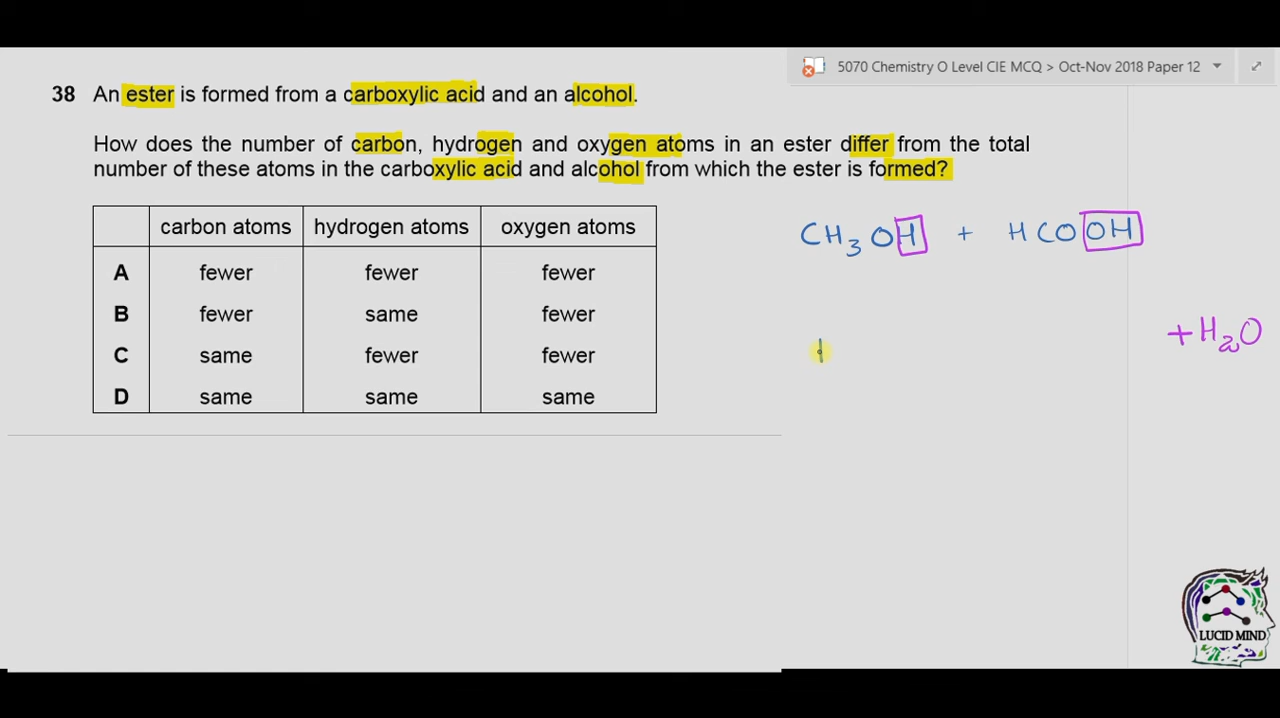 5070 Chemistry O Level CIE MCQ > Oct-Nov 2018 Paper 12
38 An ester is formed from a carboxylic acid and an alcohol.
How does the number of carbon, hydrogen and oxygen atoms in an ester differ from the total
number of these atoms in the carboxylic acid and alcohol from which the ester is formed?
carbon atoms hydrogen atoms oxygen atoms
A fewer fewer fewer
B fewer same fewer
C same fewer fewer
D same same same
CH₃OH + HCOOH
+H₂O
LUCID MIND